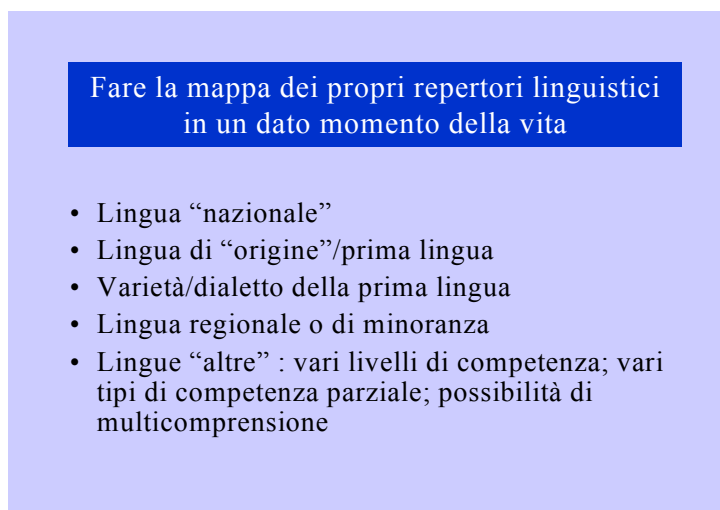 Fare la mappa dei propri repertori linguistici
in un dato momento della vita
• Lingua “nazionale”
• Lingua di “origine”/prima lingua
• Varietà/dialetto della prima lingua
• Lingua regionale o di minoranza
• Lingue “altre” : vari livelli di competenza; vari
tipi di competenza parziale; possibilità di
multicomprensione